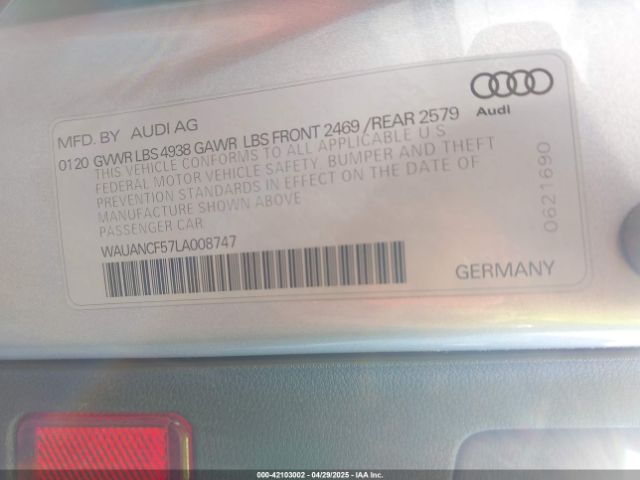 MFD. BY AUDI AG
Audi
0120 GVWR LBS 4938 GAWR LBS FRONT 2469 / REAR 2579
THIS VEHICLE CONFORMS TO ALL APPLICABLE U.S.
FEDERAL MOTOR VEHICLE SAFETY, BUMPER AND THEFT
PREVENTION STANDARDS IN EFFECT ON THE DATE OF
MANUFACTURE SHOWN ABOVE
PASSENGER CAR
WAUANCF57LA008747
0621690
GERMANY
000-42103002 - 04/29/2025 - IAA Inc.